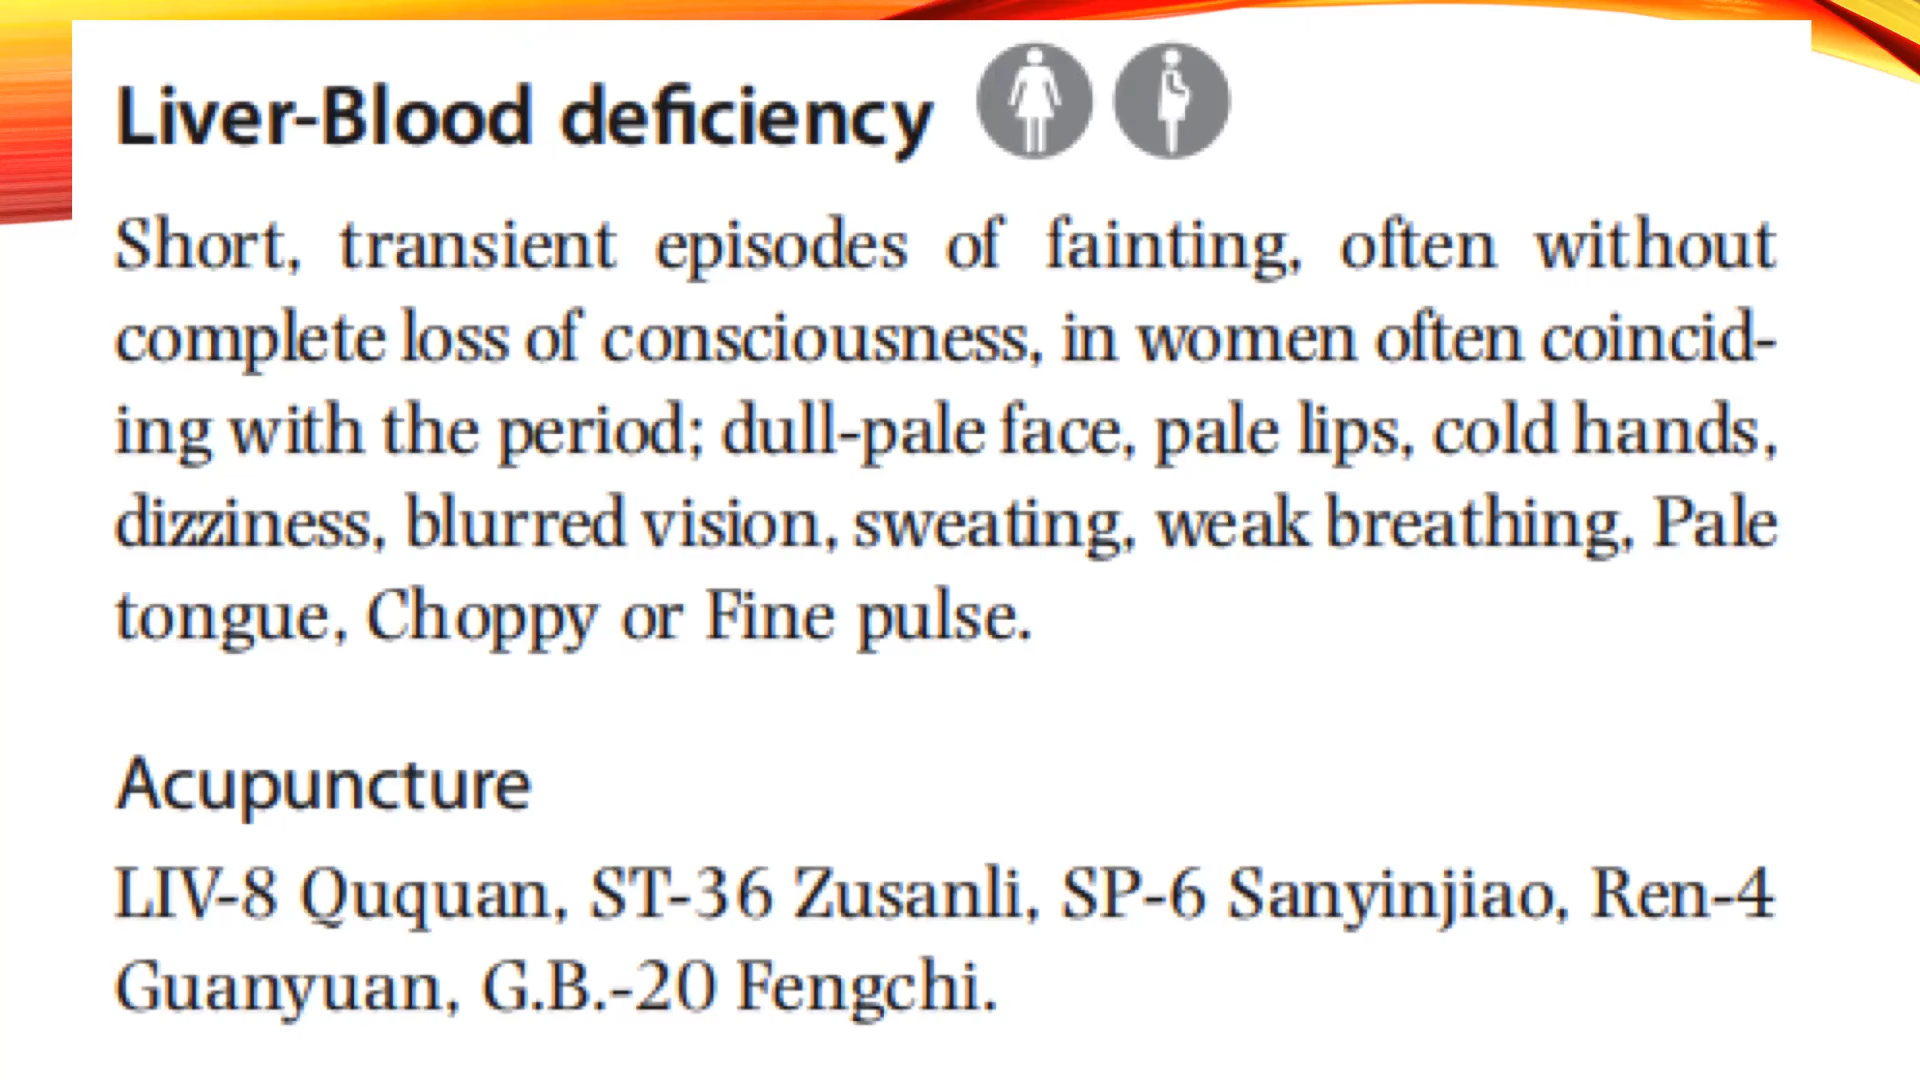 Liver-Blood deficiency
Short, transient episodes of fainting, often without
complete loss of consciousness, in women often coincid-
ing with the period; dull-pale face, pale lips, cold hands,
dizziness, blurred vision, sweating, weak breathing, Pale
tongue, Choppy or Fine pulse.
Acupuncture
LIV-8 Ququan, ST-36 Zusanli, SP-6 Sanyinjiao, Ren-4
Guanyuan, G.B.-20 Fengchi.